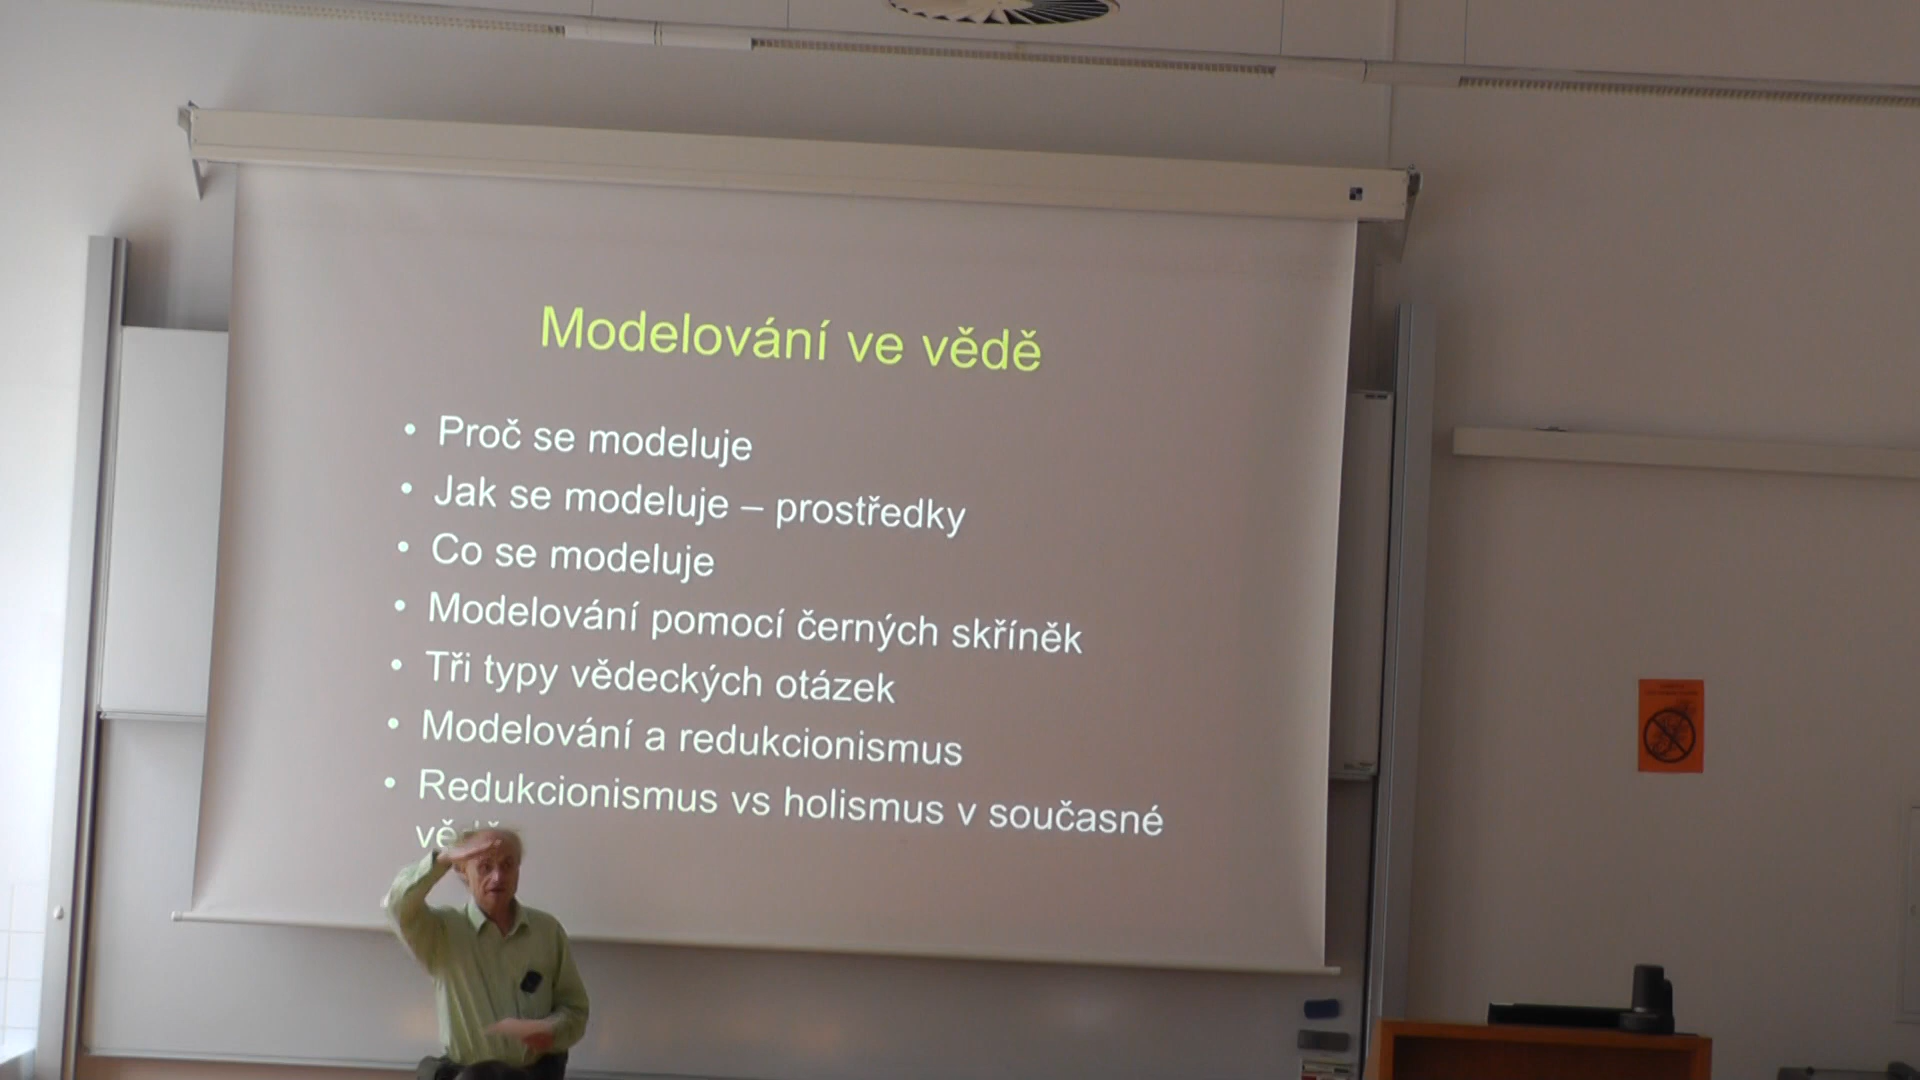 Modelování ve vědě
• Proč se modeluje
• Jak se modeluje – prostředky
• Co se modeluje
• Modelování pomocí černých skříněk
• Tři typy vědeckých otázek
• Modelování a redukcionismus
• Redukcionismus vs holismus v současné